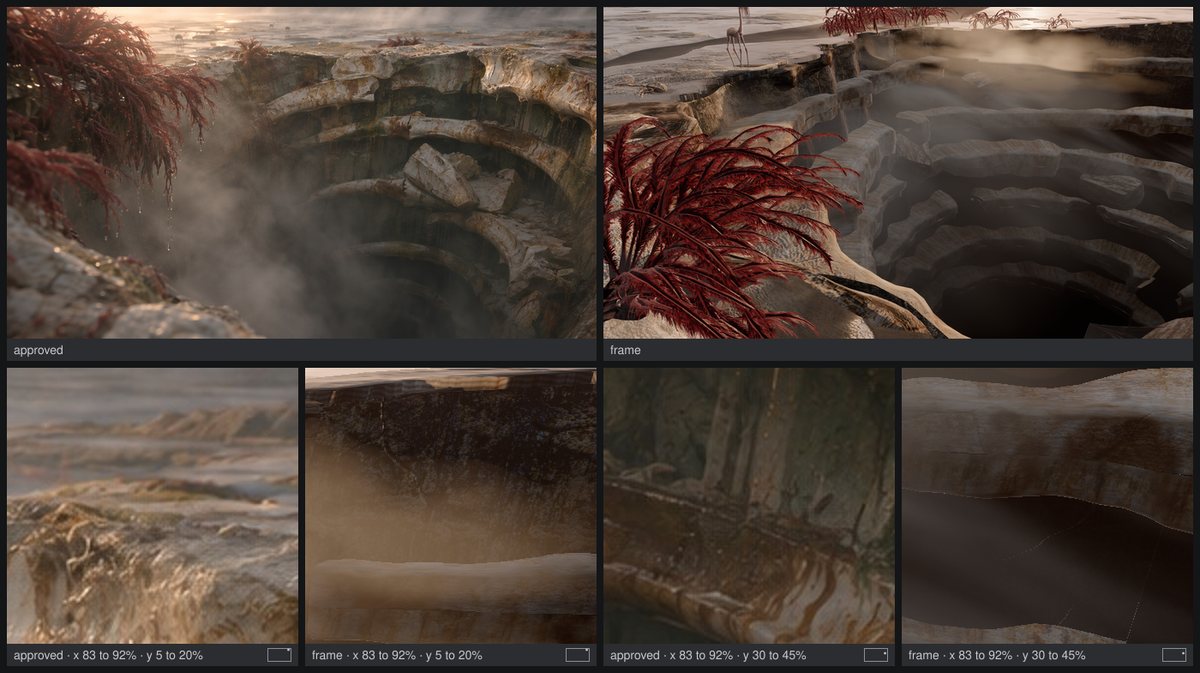 approved
frame
approved · x 83 to 92% · y 5 to 20%
frame · x 83 to 92% · y 5 to 20%
approved · x 83 to 92% · y 30 to 45%
frame · x 83 to 92% · y 30 to 45%